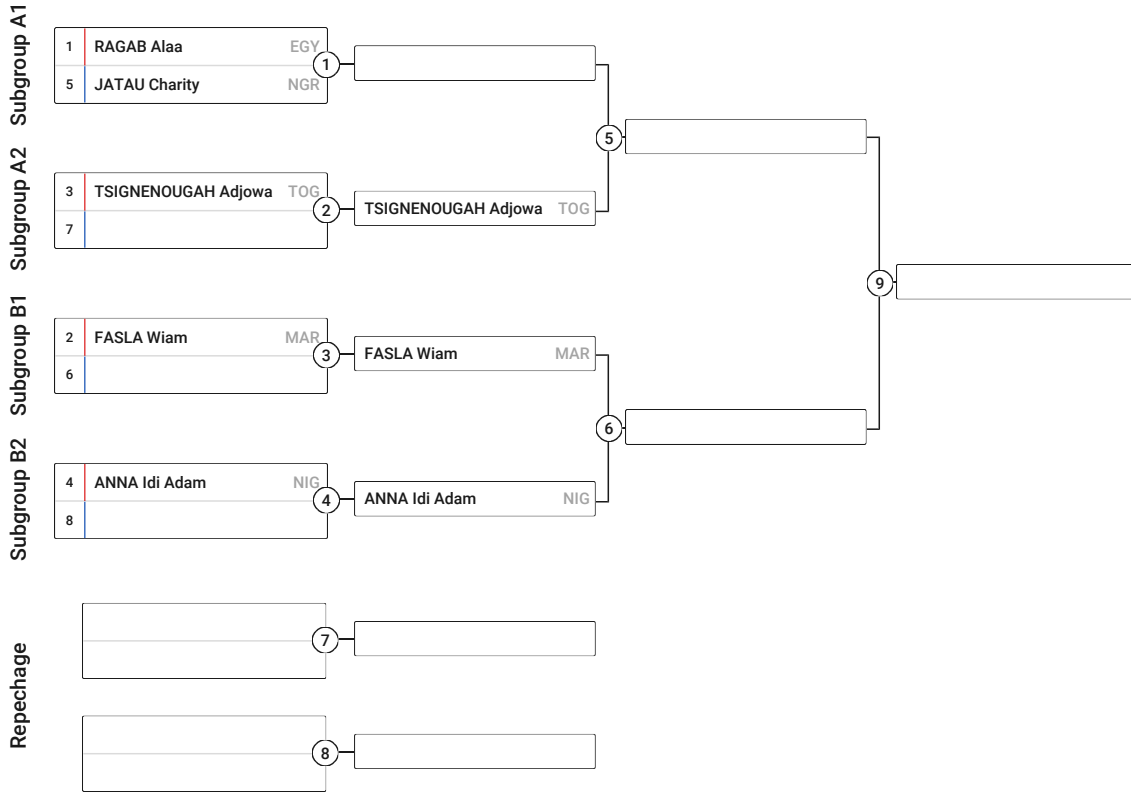 Subgroup A1
1 RAGAB Alaa EGY
5 JATAU Charity NGR
1
5
Subgroup A2
3 TSIGNENOUGAH Adjowa TOG
7
2
TSIGNENOUGAH Adjowa TOG
9
Subgroup B1
2 FASLA Wiam MAR
6
3
FASLA Wiam MAR
6
Subgroup B2
4 ANNA Idi Adam NIG
8
4
ANNA Idi Adam NIG
Repechage
7
8